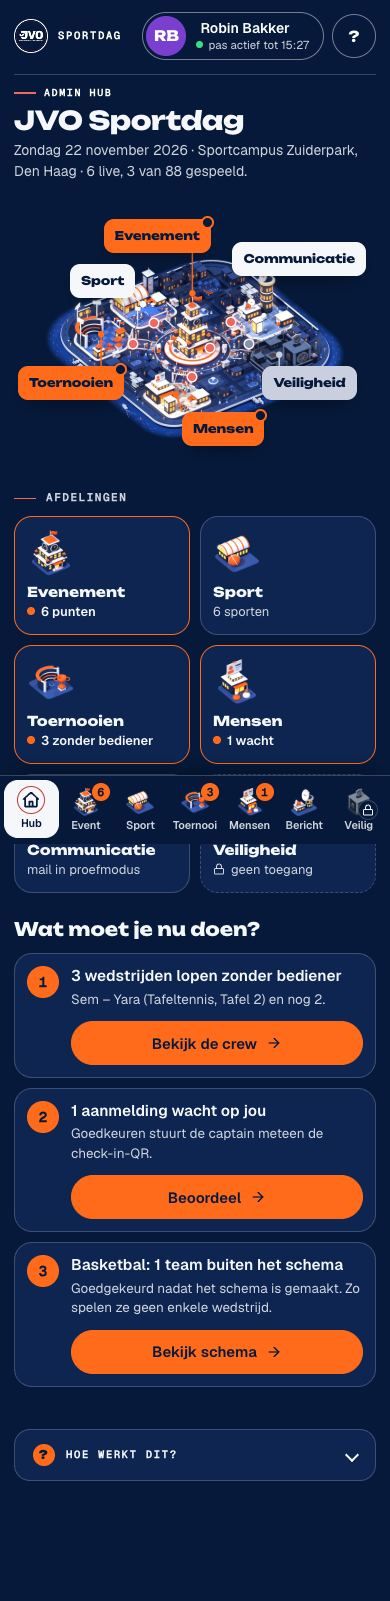 JVO SPORTDAG
RB
Robin Bakker
pas actief tot 15:27
?
ADMIN HUB
JVO Sportdag
Zondag 22 november 2026 · Sportcampus Zuiderpark,
Den Haag · 6 live, 3 van 88 gespeeld.
Evenement
Communicatie
Sport
Toernooien
Veiligheid
Mensen
AFDELINGEN
Evenement
6 punten
Sport
6 sporten
Toernooien
3 zonder bediener
Mensen
1 wacht
6
3
1
Hub
Event
Sport
Toernooi
Mensen
Bericht
Veilig
Communicatie
mail in proefmodus
Veiligheid
geen toegang
Wat moet je nu doen?
1
3 wedstrijden lopen zonder bediener
Sem – Yara (Tafeltennis, Tafel 2) en nog 2.
Bekijk de crew →
2
1 aanmelding wacht op jou
Goedkeuren stuurt de captain meteen de
check-in-QR.
Beoordeel →
3
Basketbal: 1 team buiten het schema
Goedgekeurd nadat het schema is gemaakt. Zo
spelen ze geen enkele wedstrijd.
Bekijk schema →
? HOE WERKT DIT?